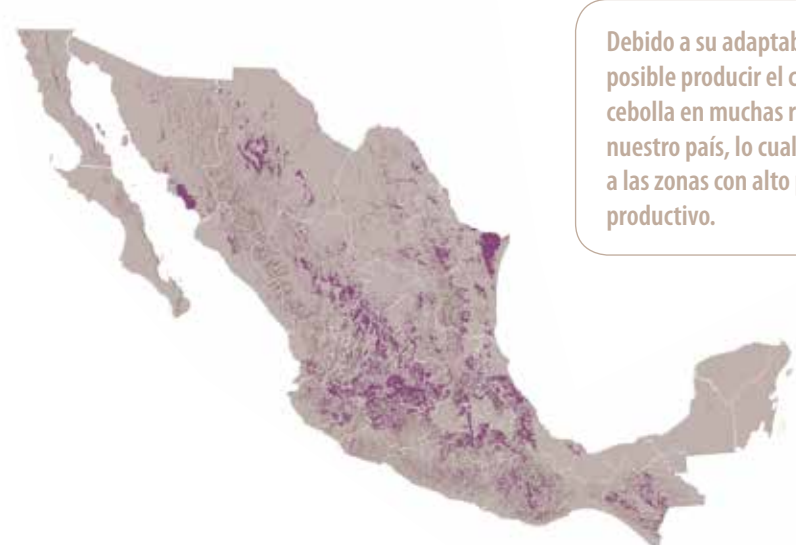 Debido a su adaptab
posible producir el c
cebolla en muchas r
nuestro país, lo cual
a las zonas con alto
productivo.